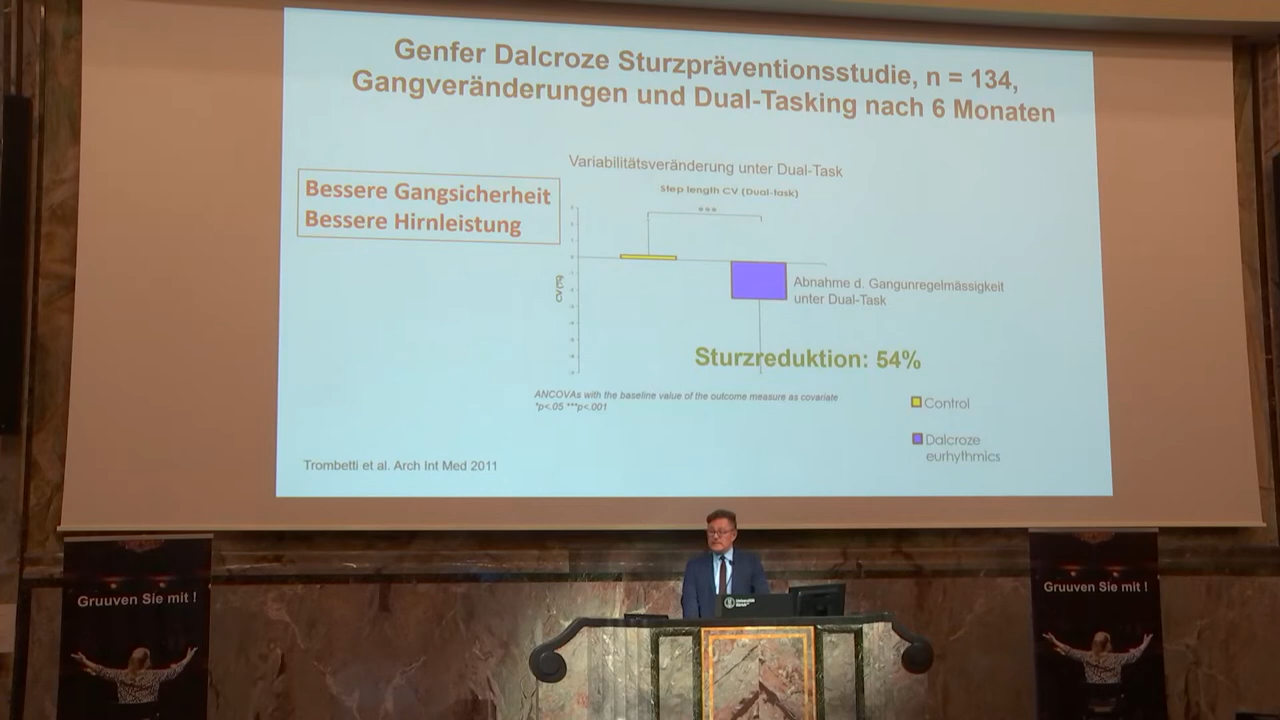 Genfer Dalcroze Sturzpräventionsstudie, n = 134,
Gangveränderungen und Dual-Tasking nach 6 Monaten
Bessere Gangsicherheit
Bessere Hirnleistung
Variabilitätsveränderung unter Dual-Task
Step length CV (Dual-task)
***
CV (%)
Abnahme d. Gangunregelmässigkeit
unter Dual-Task
Sturzreduktion: 54%
ANCOVAs with the baseline value of the outcome measure as covariate
*p<.05 ***p<.001
Control
Dalcroze
eurhythmics
Trombetti et al. Arch Int Med 2011
Gruuven Sie mit !
Gruuven Sie mit !
Universität
Zürich